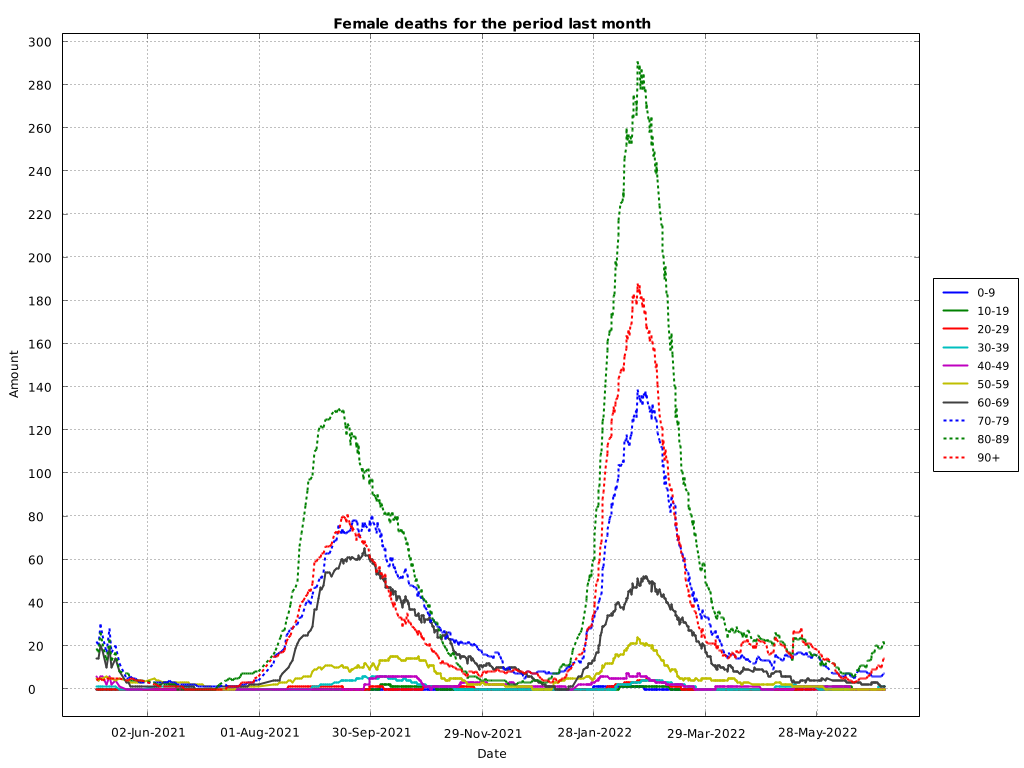 Female deaths for the period last month
300
280
260
240
220
200
180
160
140
120
100
80
60
40
20
0
Amount
02-Jun-2021
01-Aug-2021
30-Sep-2021
29-Nov-2021
28-Jan-2022
29-Mar-2022
28-May-2022
Date
0-9
10-19
20-29
30-39
40-49
50-59
60-69
70-79
80-89
90+